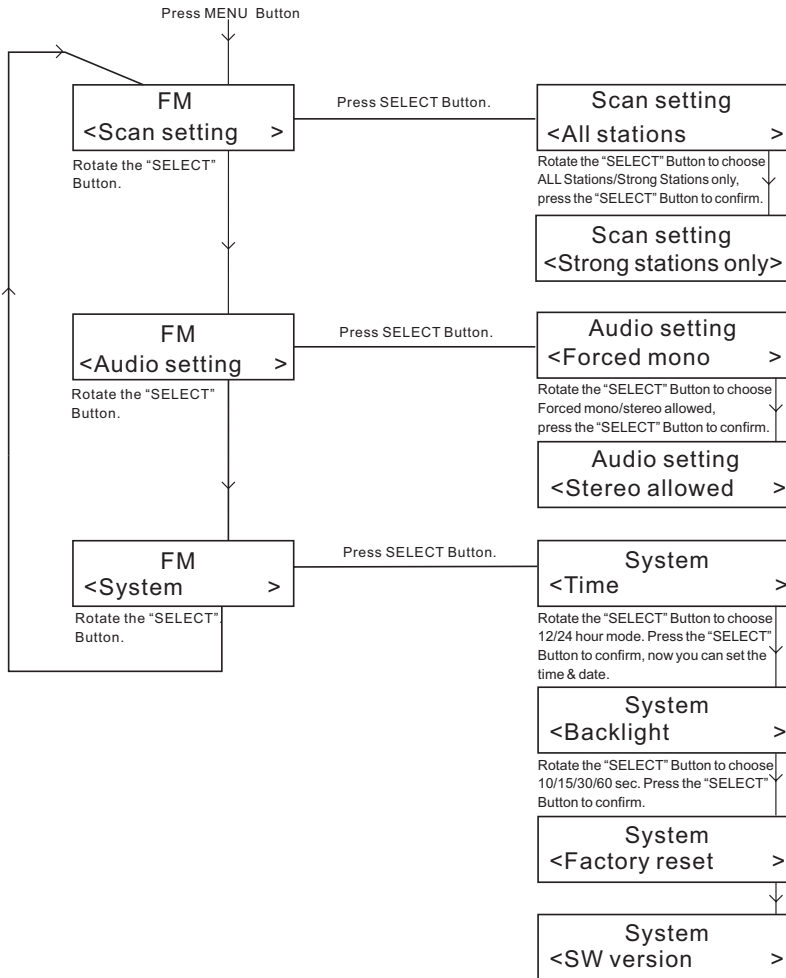 Press MENU Button
FM
<Scan setting >
Press SELECT Button.
Scan setting
<All stations >
Rotate the “SELECT”
Button.
Rotate the “SELECT” Button to choose
ALL Stations/Strong Stations only,
press the “SELECT” Button to confirm.
Scan setting
<Strong stations only>
FM
<Audio setting >
Press SELECT Button.
Audio setting
<Forced mono >
Rotate the “SELECT”
Button.
Rotate the “SELECT” Button to choose
Forced mono/stereo allowed,
press the “SELECT” Button to confirm.
Audio setting
<Stereo allowed >
FM
<System >
Press SELECT Button.
System
<Time >
Rotate the “SELECT”
Button.
Rotate the “SELECT” Button to choose
12/24 hour mode. Press the “SELECT”
Button to confirm, now you can set the
time & date.
System
<Backlight >
Rotate the “SELECT” Button to choose
10/15/30/60 sec. Press the “SELECT”
Button to confirm.
System
<Factory reset >
System
<SW version >